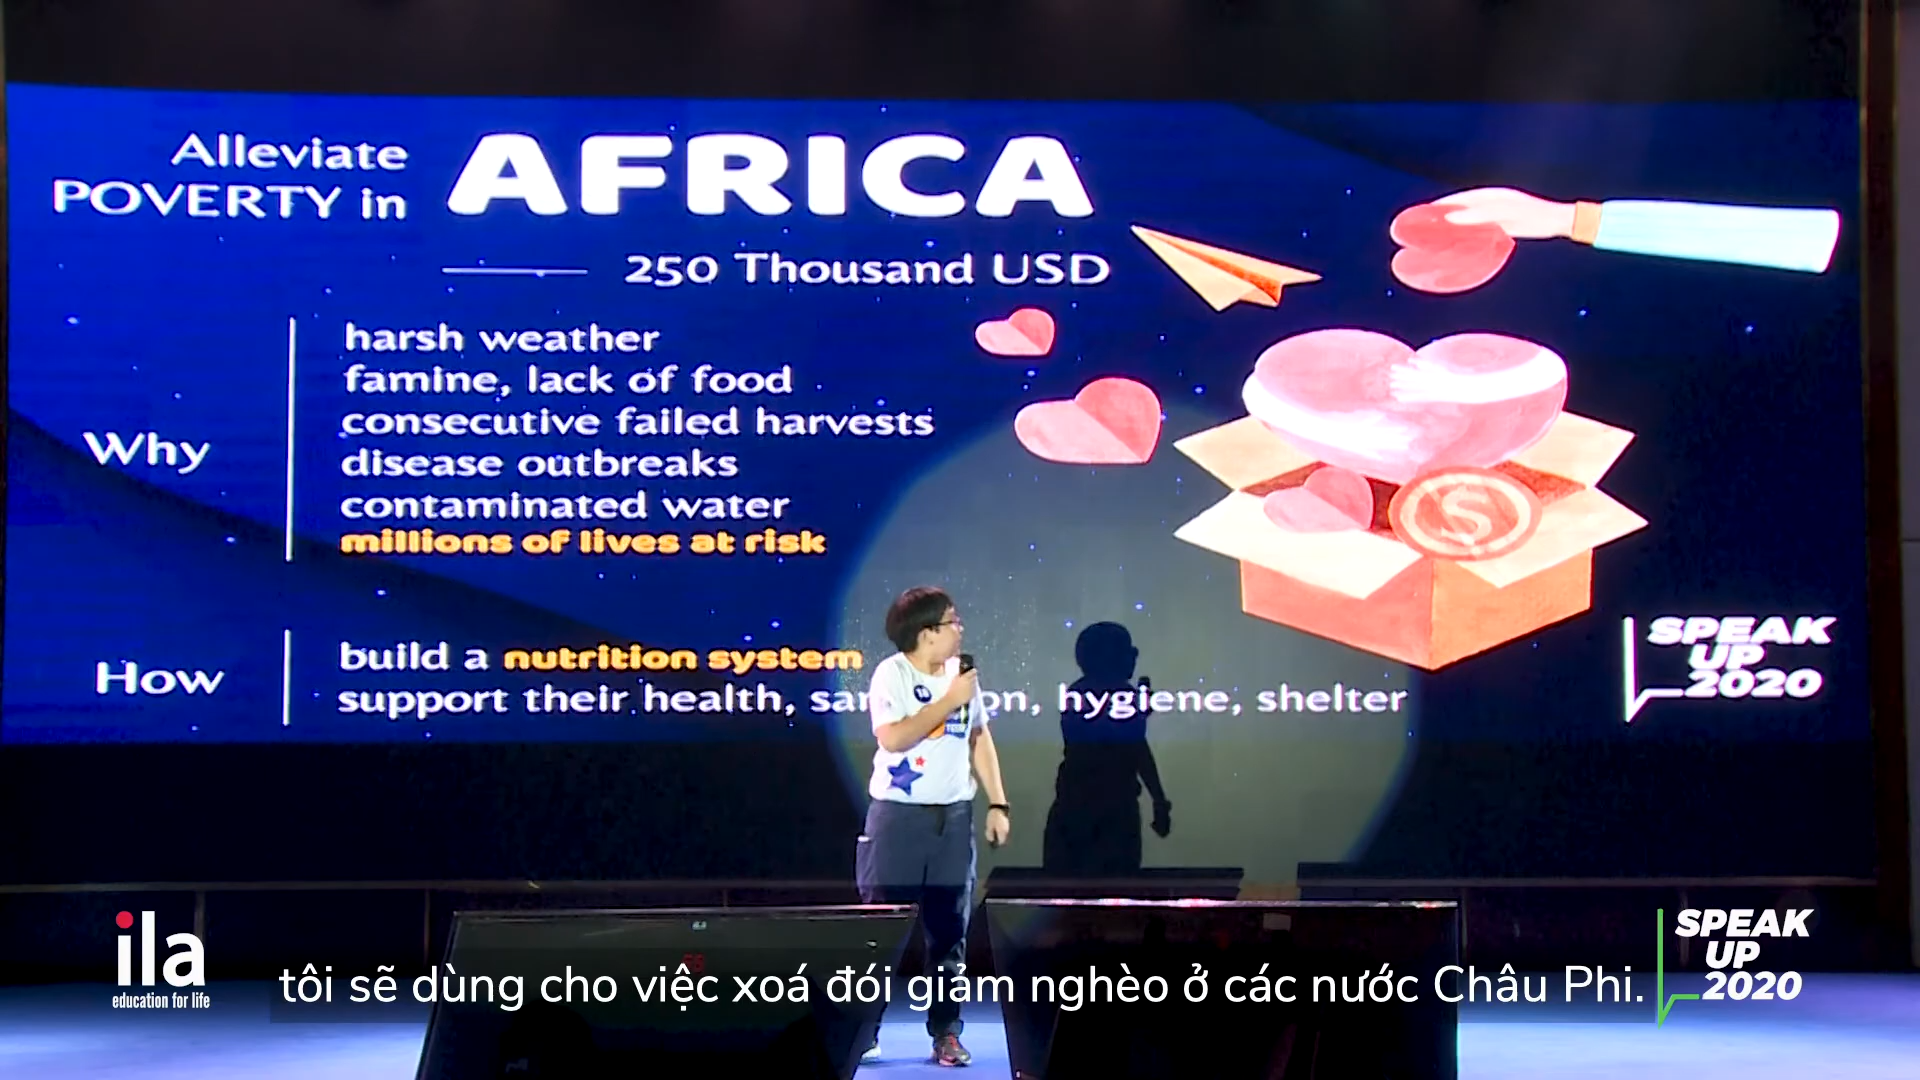 Alleviate
POVERTY in
AFRICA
250 Thousand USD
Why
harsh weather
famine, lack of food
consecutive failed harvests
disease outbreaks
contaminated water
millions of lives at risk
How
build a nutrition system
support their health, hygiene, shelter
SPEAK
UP
2020
ila
education for life
tôi sẽ dùng cho việc xoá đói giảm nghèo ở các nước Châu Phi.
SPEAK
UP
2020